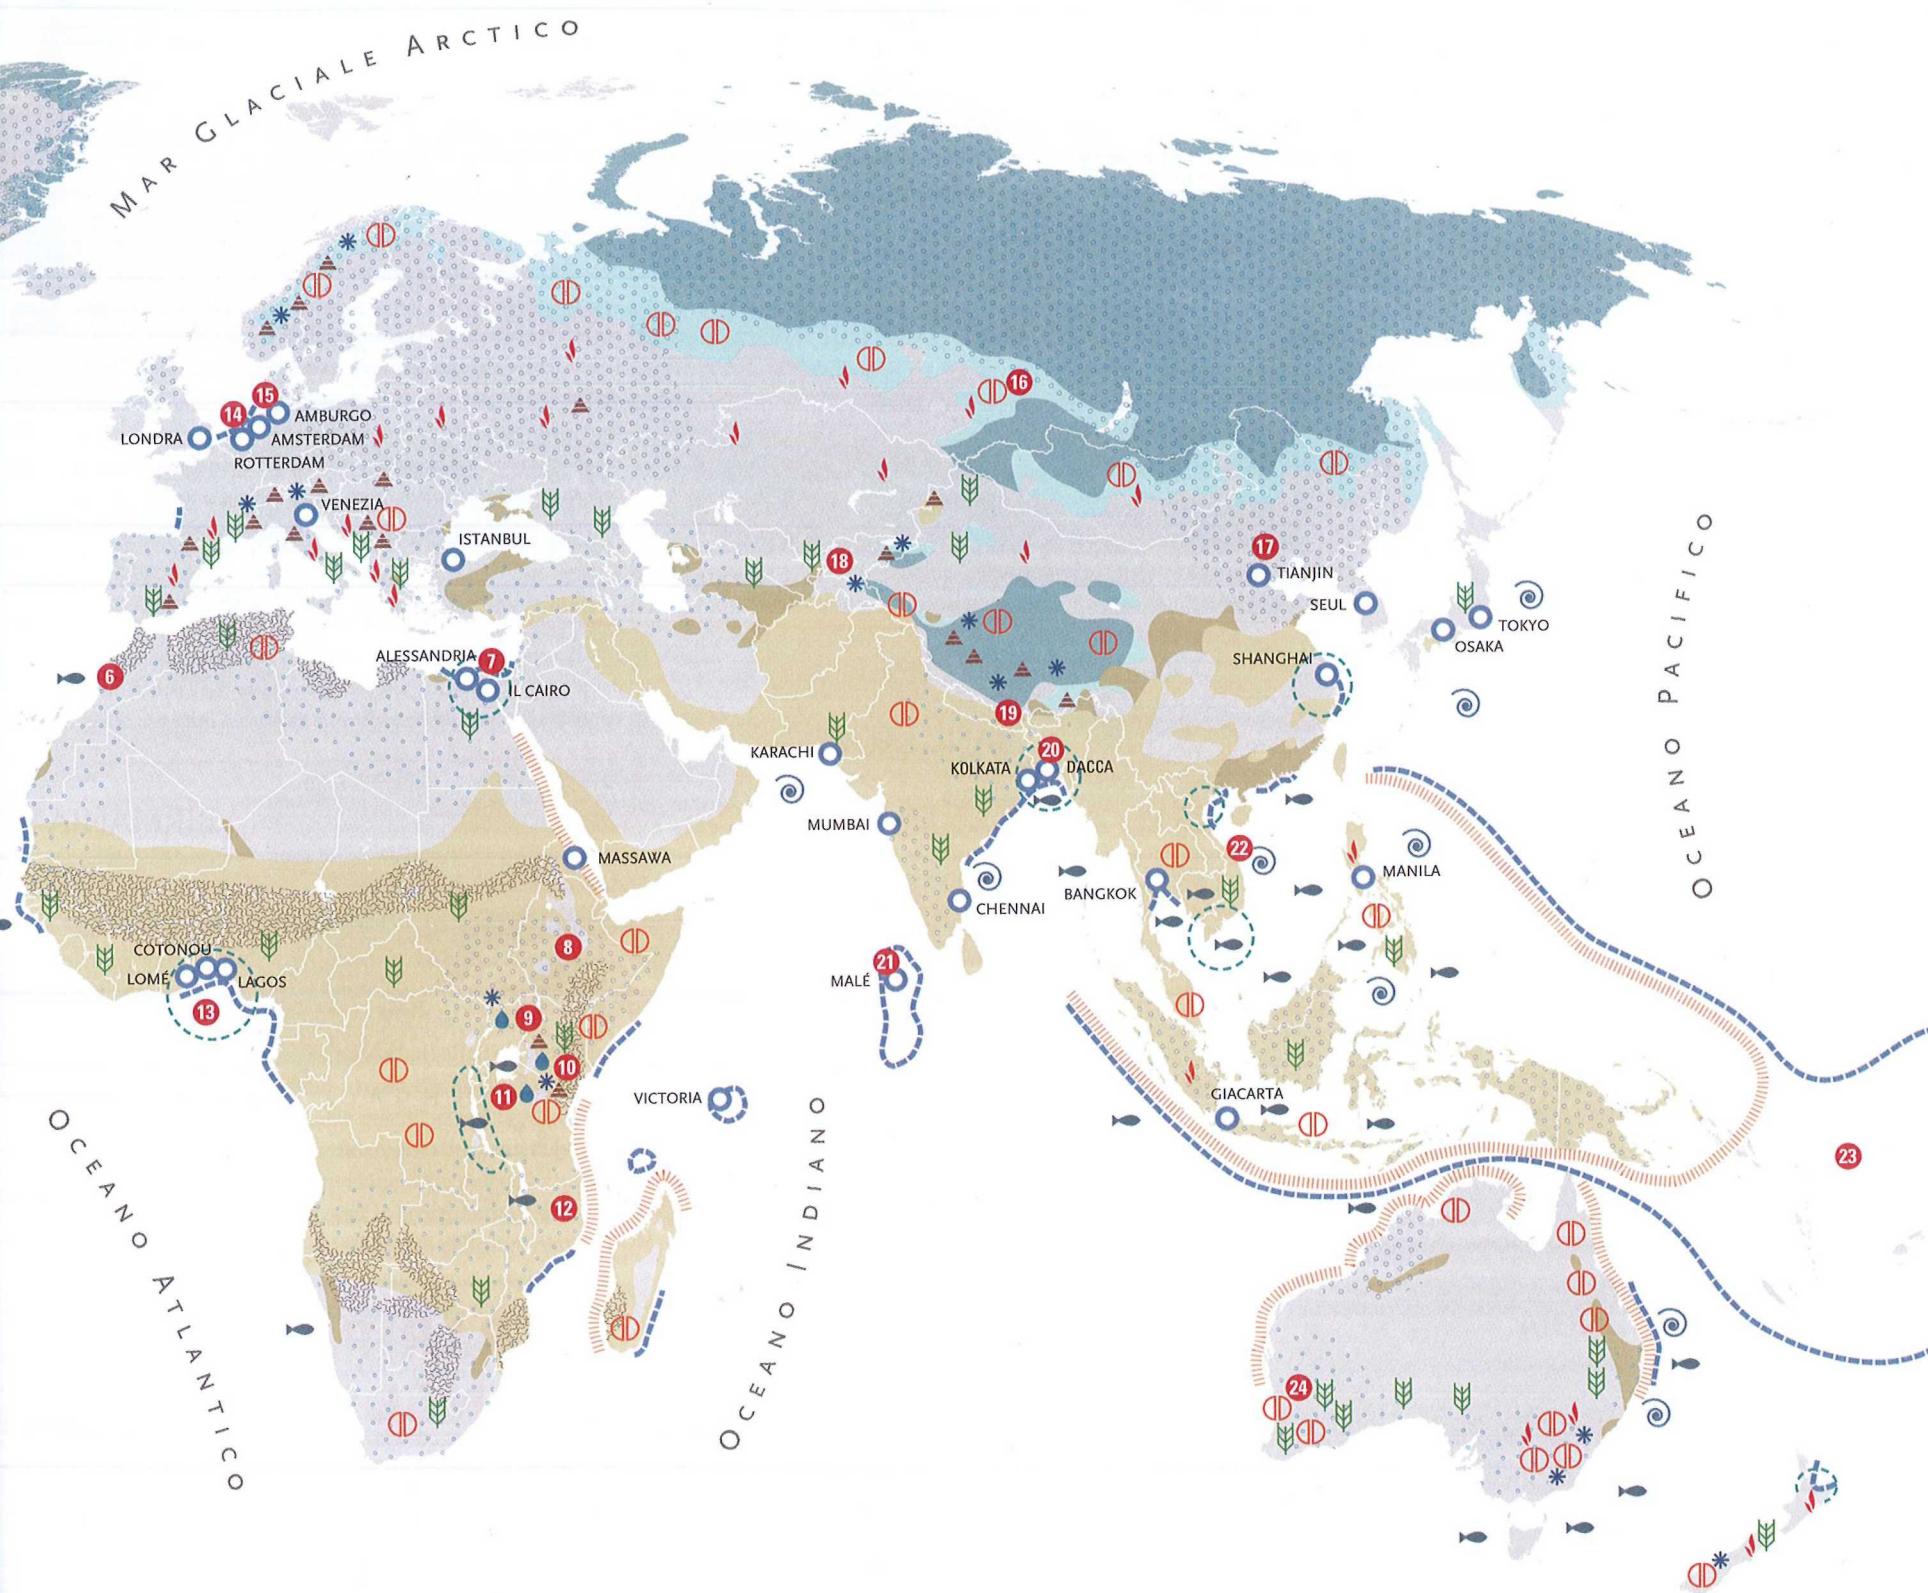 MAR GLACIALE ARCTICO
15
14
AMBURGO
LONDRA
AMSTERDAM
ROTTERDAM
16
VENEZIA
ISTANBUL
18
17
TIANJIN
SEUL
TOKYO
OSAKA
OCEANO PACIFICO
ALESSANDRIA
7
6
IL CAIRO
SHANGHAI
19
KARACHI
20
KOLKATA
DACCA
MUMBAI
MASSAWA
22
MANILA
BANGKOK
CHENNAI
8
COTONOU
LOMÉ
LAGOS
21
MALÉ
13
9
10
11
VICTORIA
GIACARTA
23
12
OCEANO ATLANTICO
OCEANO INDIANO
24